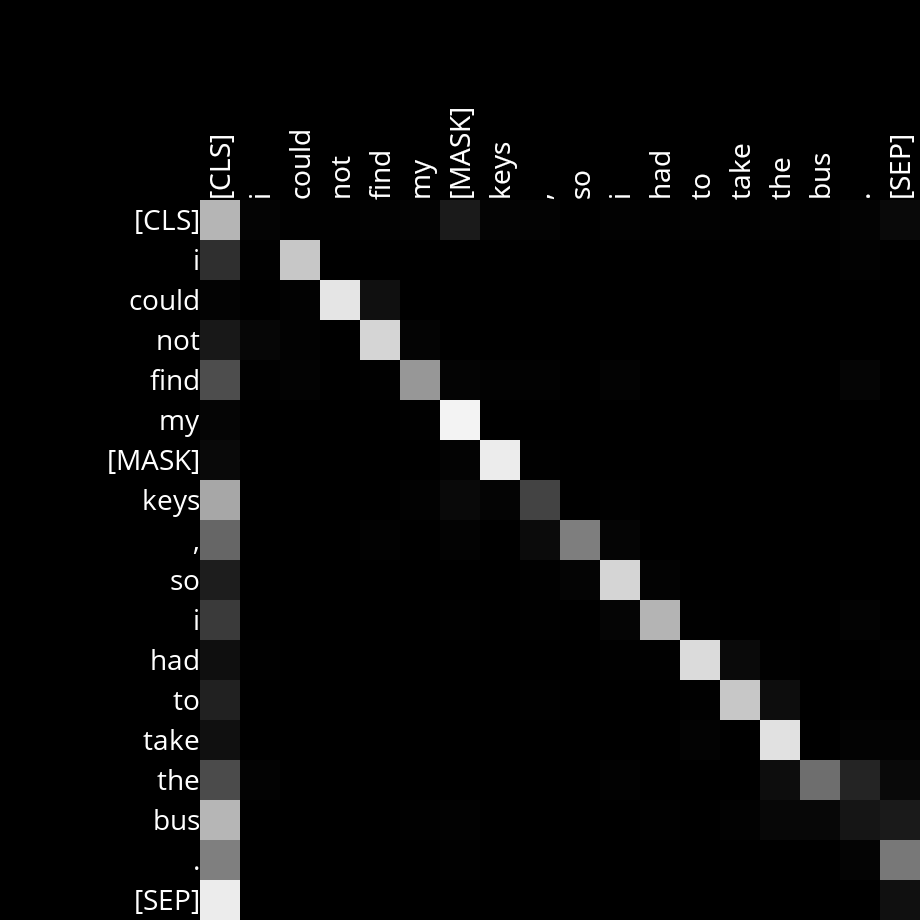 [CLS] i could not find my [MASK] keys , so i had to take the bus . [SEP]
[CLS]
i
could
not
find
my
[MASK]
keys
,
so
i
had
to
take
the
bus
.
[SEP]